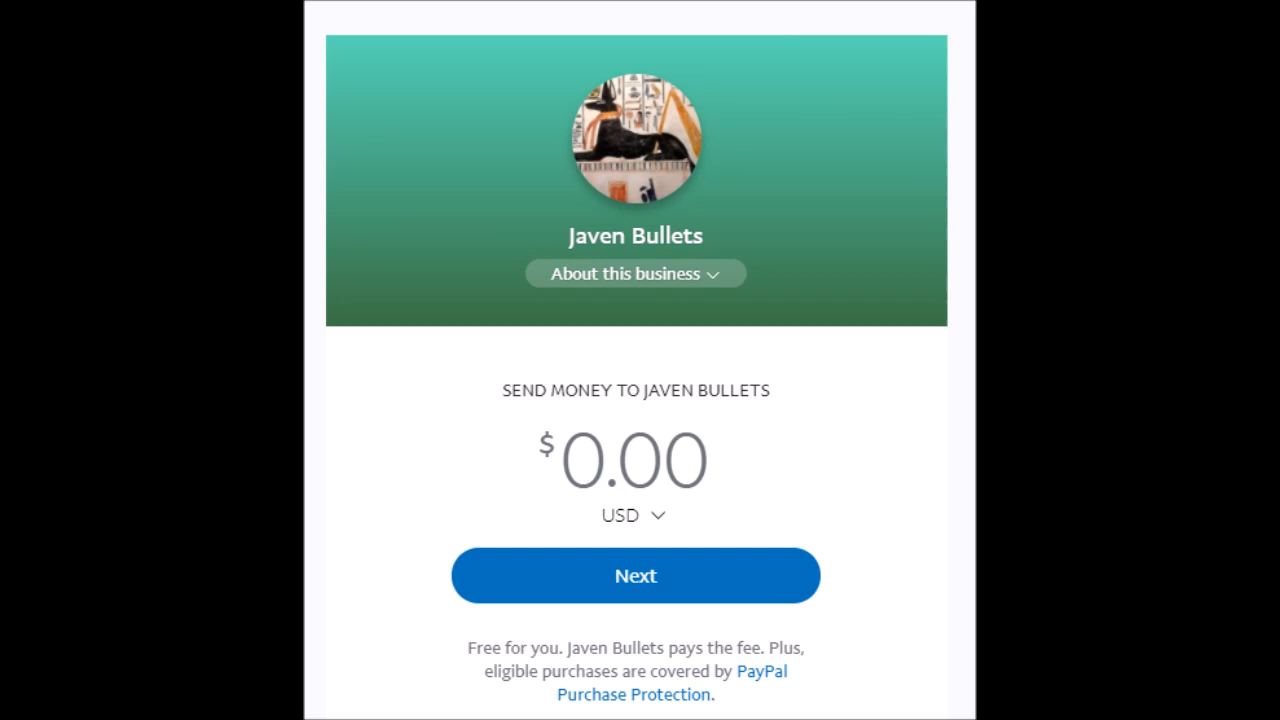 Javen Bullets
About this business
SEND MONEY TO JAVEN BULLETS
$0.00
USD
Next
Free for you. Javen Bullets pays the fee. Plus,
eligible purchases are covered by PayPal
Purchase Protection.